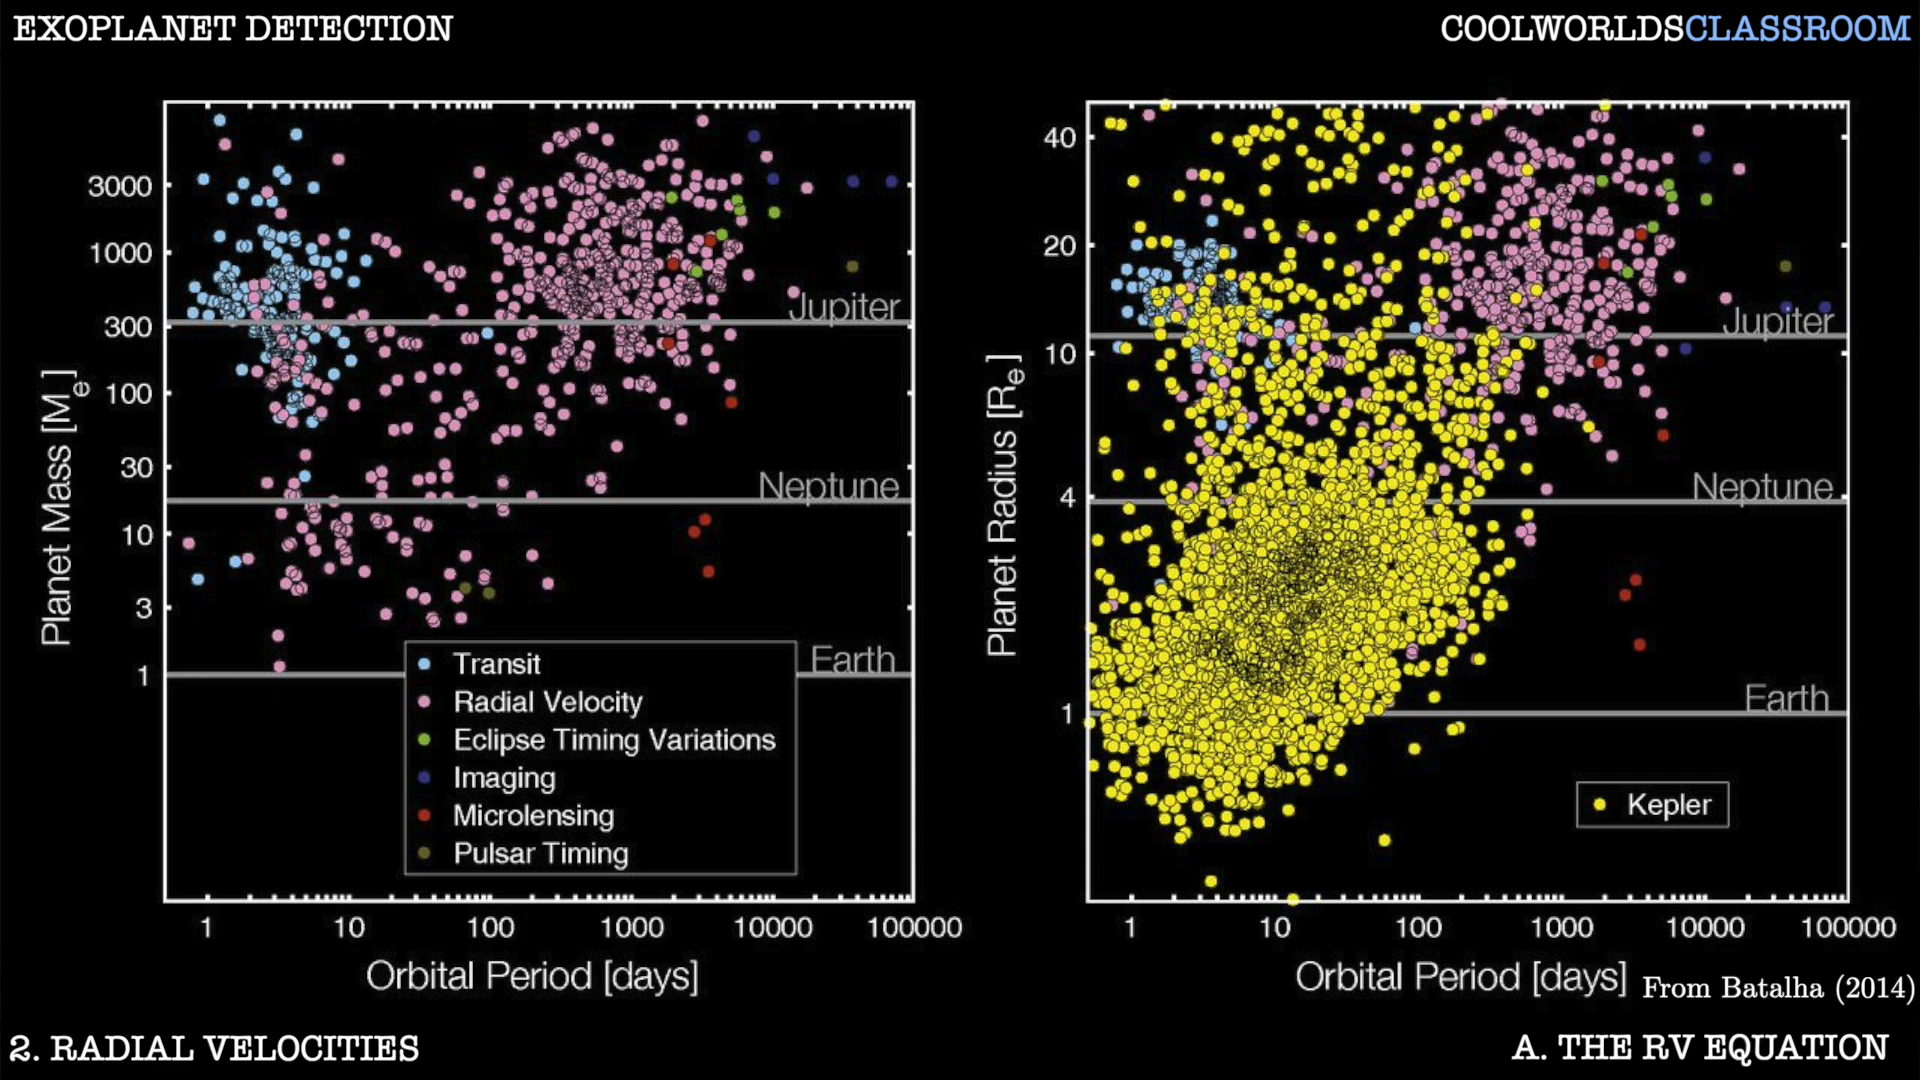 EXOPLANET DETECTION
COOLWORLDSCLASSROOM
Planet Mass [Me]
3000
1000
300
100
30
10
3
1
Jupiter
Neptune
Earth
Transit
Radial Velocity
Eclipse Timing Variations
Imaging
Microlensing
Pulsar Timing
1 10 100 1000 10000 100000
Orbital Period [days]
Planet Radius [Re]
40
20
10
4
1
Jupiter
Neptune
Earth
Kepler
1 10 100 1000 10000 100000
Orbital Period [days]
From Batalha (2014)
2. RADIAL VELOCITIES
A. THE RV EQUATION